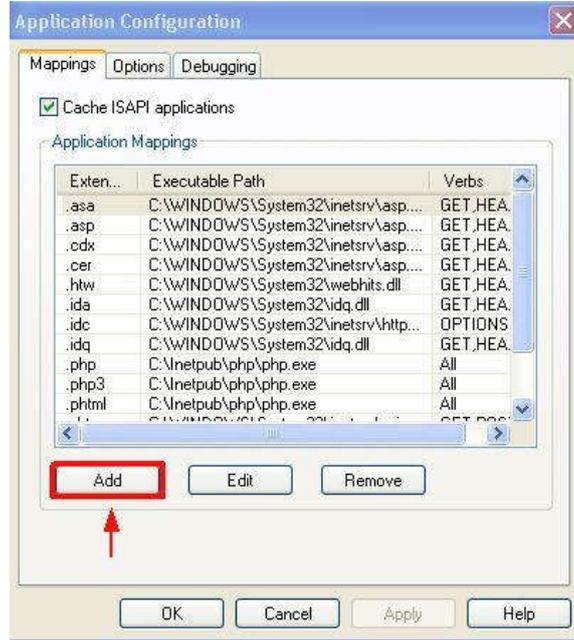 Application Configuration
Mappings Options Debugging
Cache ISAPI applications
Application Mappings
Exten... Executable Path Verbs
.asa C:\WINDOWS\System32\inetsrv\asp.... GET,HEA.
.asp C:\WINDOWS\System32\inetsrv\asp.... GET,HEA.
.cdx C:\WINDOWS\System32\inetsrv\asp.... GET,HEA.
.cer C:\WINDOWS\System32\inetsrv\asp.... GET,HEA.
.htw C:\WINDOWS\System32\webhits.dll GET,HEA.
.ida C:\WINDOWS\System32\idq.dll GET,HEA.
.idc C:\WINDOWS\System32\inetsrv\http... OPTIONS
.idq C:\WINDOWS\System32\idq.dll GET,HEA.
.php C:\Inetpub\php\php.exe All
.php3 C:\Inetpub\php\php.exe All
.phtml C:\Inetpub\php\php.exe All
Add Edit Remove
OK Cancel Apply Help